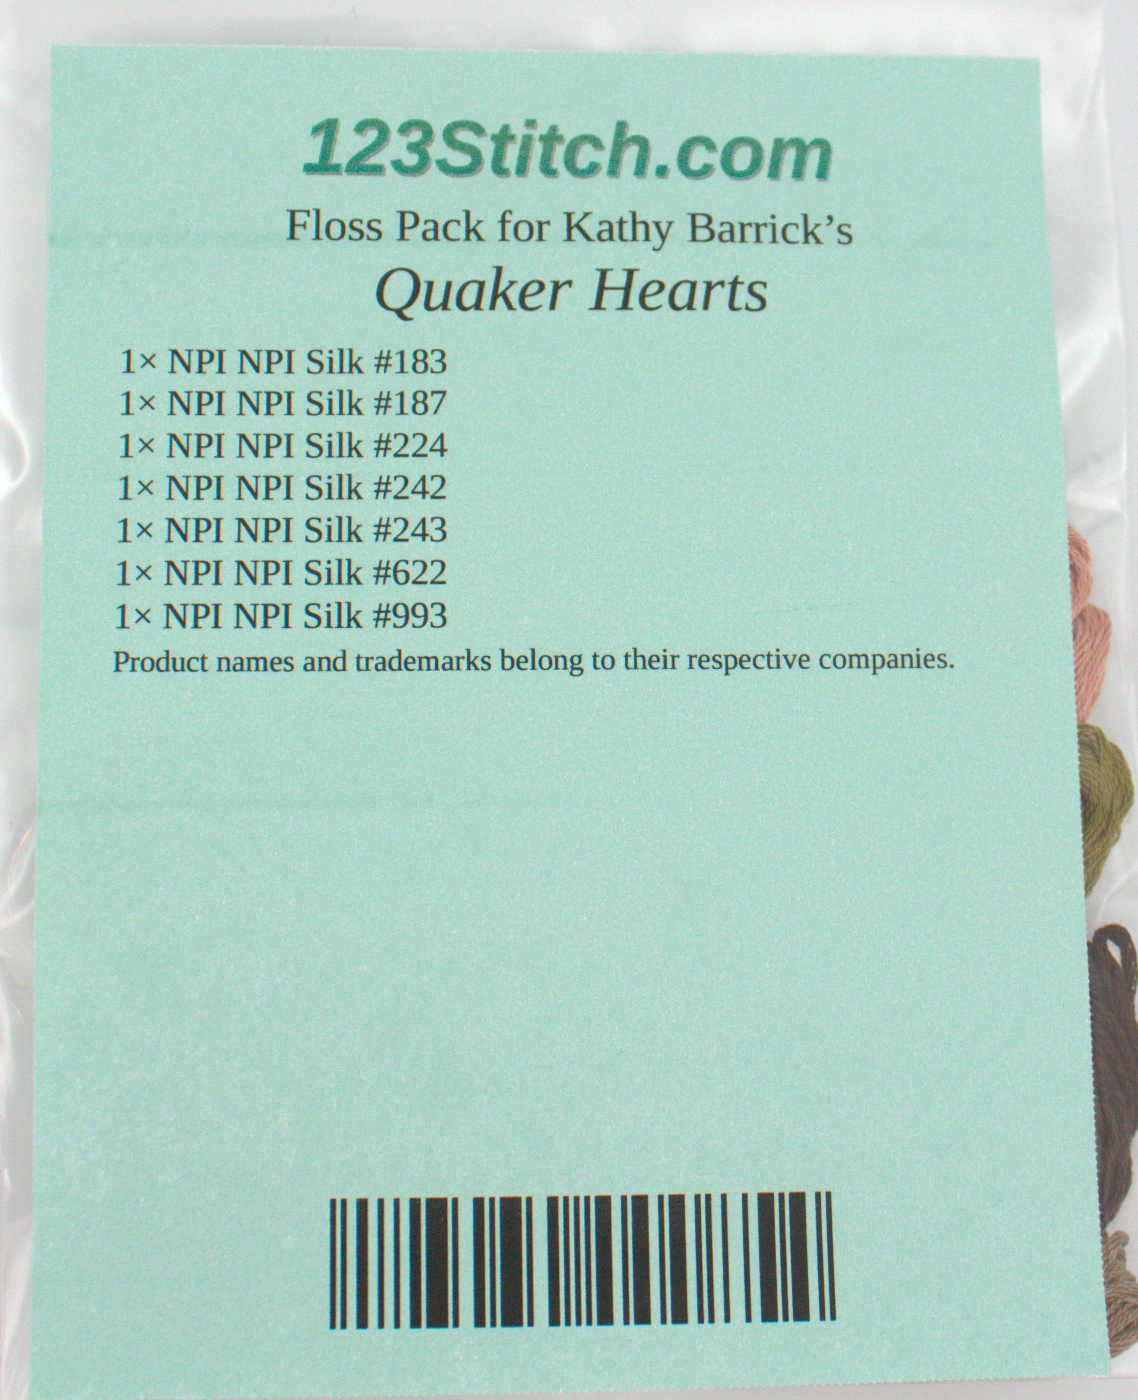 123Stitch.com
Floss Pack for Kathy Barrick’s
Quaker Hearts
1× NPI NPI Silk #183
1× NPI NPI Silk #187
1× NPI NPI Silk #224
1× NPI NPI Silk #242
1× NPI NPI Silk #243
1× NPI NPI Silk #622
1× NPI NPI Silk #993
Product names and trademarks belong to their respective companies.